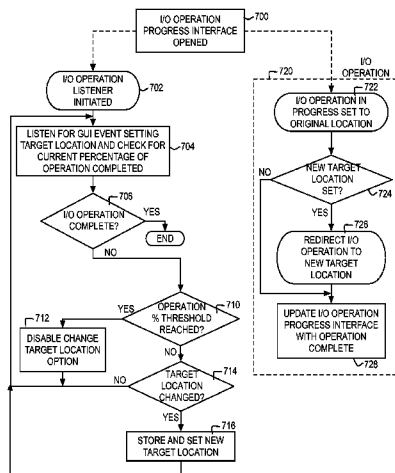 I/O OPERATION
PROGRESS INTERFACE
OPENED
700
I/O OPERATION
LISTENER
INITIATED
702
LISTEN FOR GUI EVENT SETTING
TARGET LOCATION AND CHECK FOR
CURRENT PERCENTAGE OF
OPERATION COMPLETED
704
706
I/O OPERATION
COMPLETE?
YES
END
NO
710
OPERATION
% THRESHOLD
REACHED?
YES
712
DISABLE CHANGE
TARGET LOCATION
OPTION
NO
714
TARGET
LOCATION
CHANGED?
NO
YES
716
STORE AND SET NEW
TARGET LOCATION
720
I/O
OPERATION
722
I/O OPERATION IN
PROGRESS SET TO
ORIGINAL LOCATION
NEW TARGET
LOCATION
SET?
724
NO
YES
726
REDIRECT I/O
OPERATION TO
NEW TARGET
LOCATION
UPDATE I/O OPERATION
PROGRESS INTERFACE
WITH OPERATION
COMPLETE
728